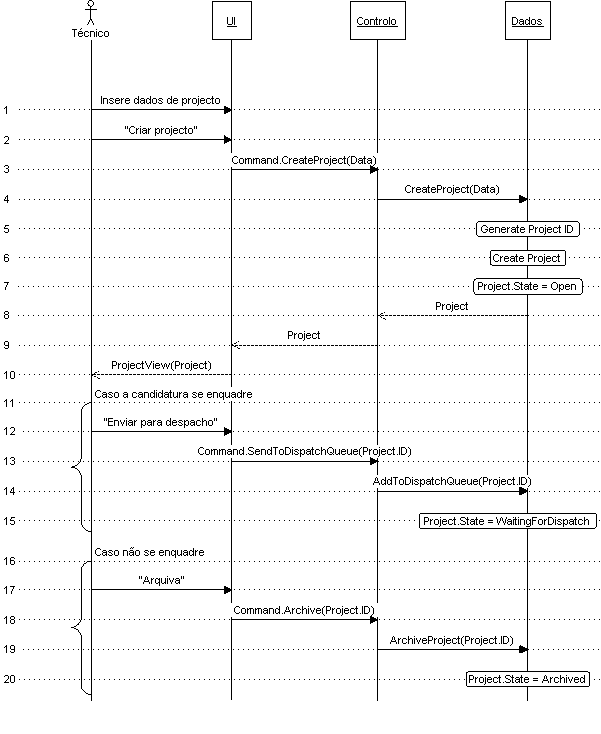 Técnico
UI
Controlo
Dados
1
Insere dados de projecto
2
"Criar projecto"
3
Command.CreateProject(Data)
4
CreateProject(Data)
5
Generate Project ID
6
Create Project
7
Project.State = Open
8
Project
9
Project
10
ProjectView(Project)
11
Caso a candidatura se enquadre
12
"Enviar para despacho"
13
Command.SendToDispatchQueue(Project.ID)
14
AddToDispatchQueue(Project.ID)
15
Project.State = WaitingForDispatch
16
Caso não se enquadre
17
"Arquiva"
18
Command.Archive(Project.ID)
19
ArchiveProject(Project.ID)
20
Project.State = Archived